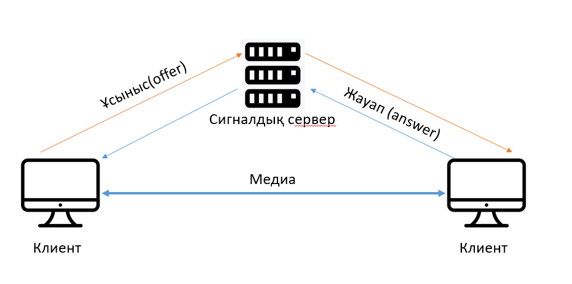 Ұсыныс(offer)
Жауап (answer)
Сигналдық сервер
Медиа
Клиент
Клиент